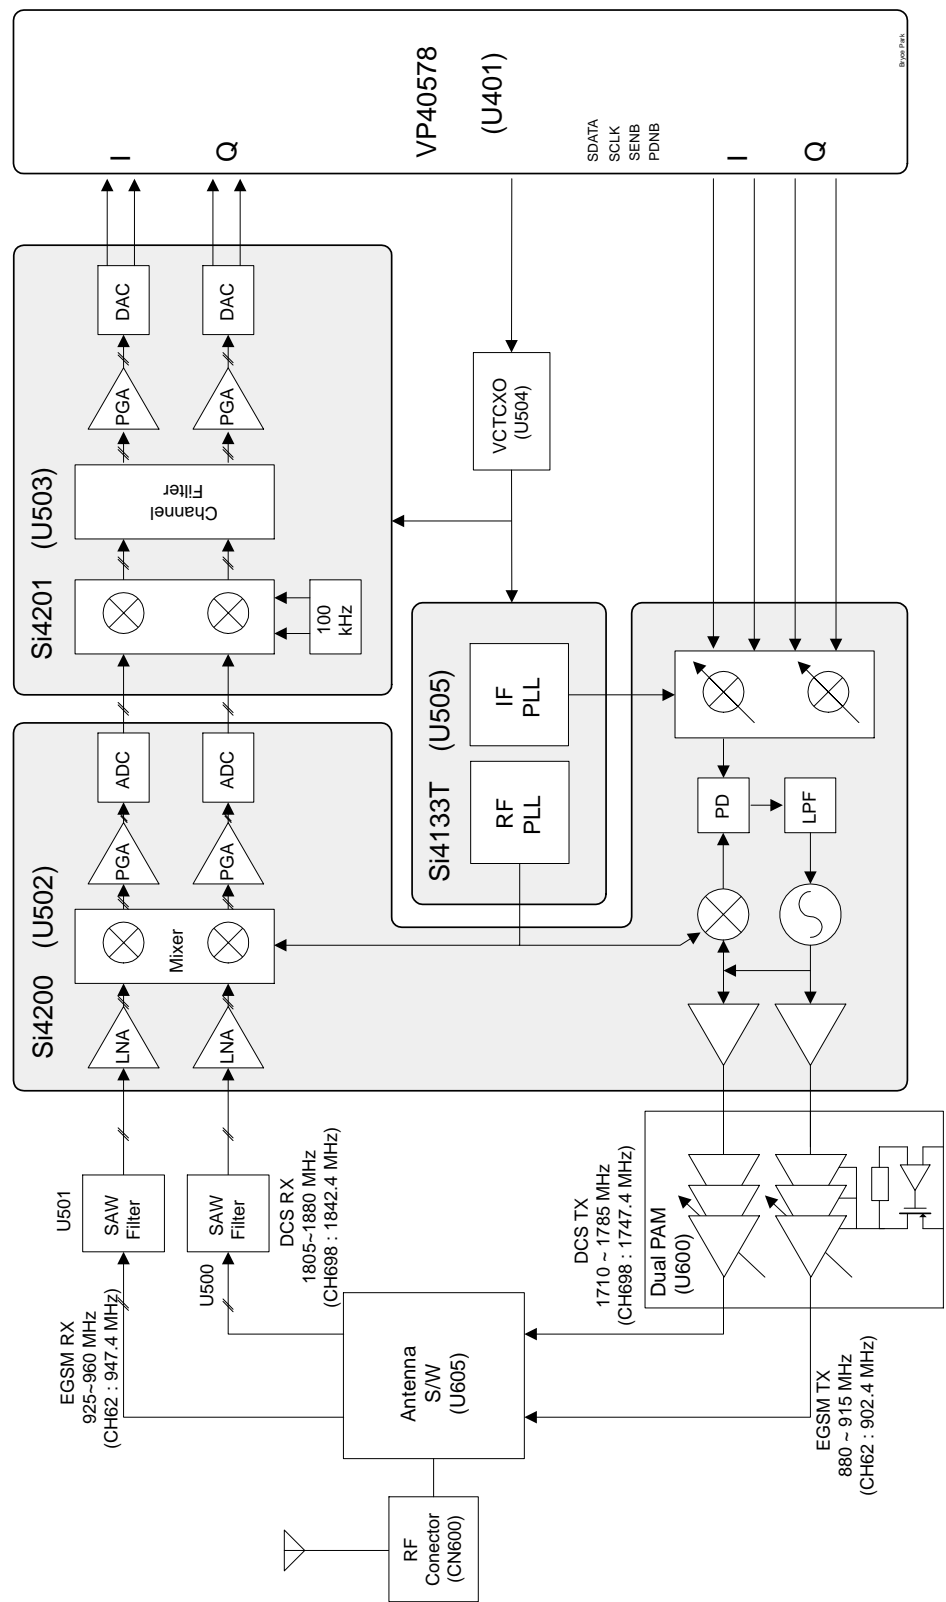 EGSM RX
925~960 MHz
(CH62 : 947.4 MHz)
U501
SAW
Filter
SAW
Filter
U500
DCS RX
1805~1880 MHz
(CH698 : 1842.4 MHz)
Si4200 (U502)
LNA
LNA
Mixer
PGA
PGA
ADC
ADC
Si4201 (U503)
100
kHz
Channel
Filter
PGA
PGA
DAC
DAC
I
Q
VP40578
(U401)
SDATA
SCLK
SENB
PDNB
I
Q
Bryce Park
VCTCXO
(U504)
Si4133T (U505)
RF
PLL
IF
PLL
PD
LPF
Antenna
S/W
(U605)
RF
Conector
(CN600)
DCS TX
1710 ~ 1785 MHz
(CH698 : 1747.4 MHz)
Dual PAM
(U600)
EGSM TX
880 ~ 915 MHz
(CH62 : 902.4 MHz)